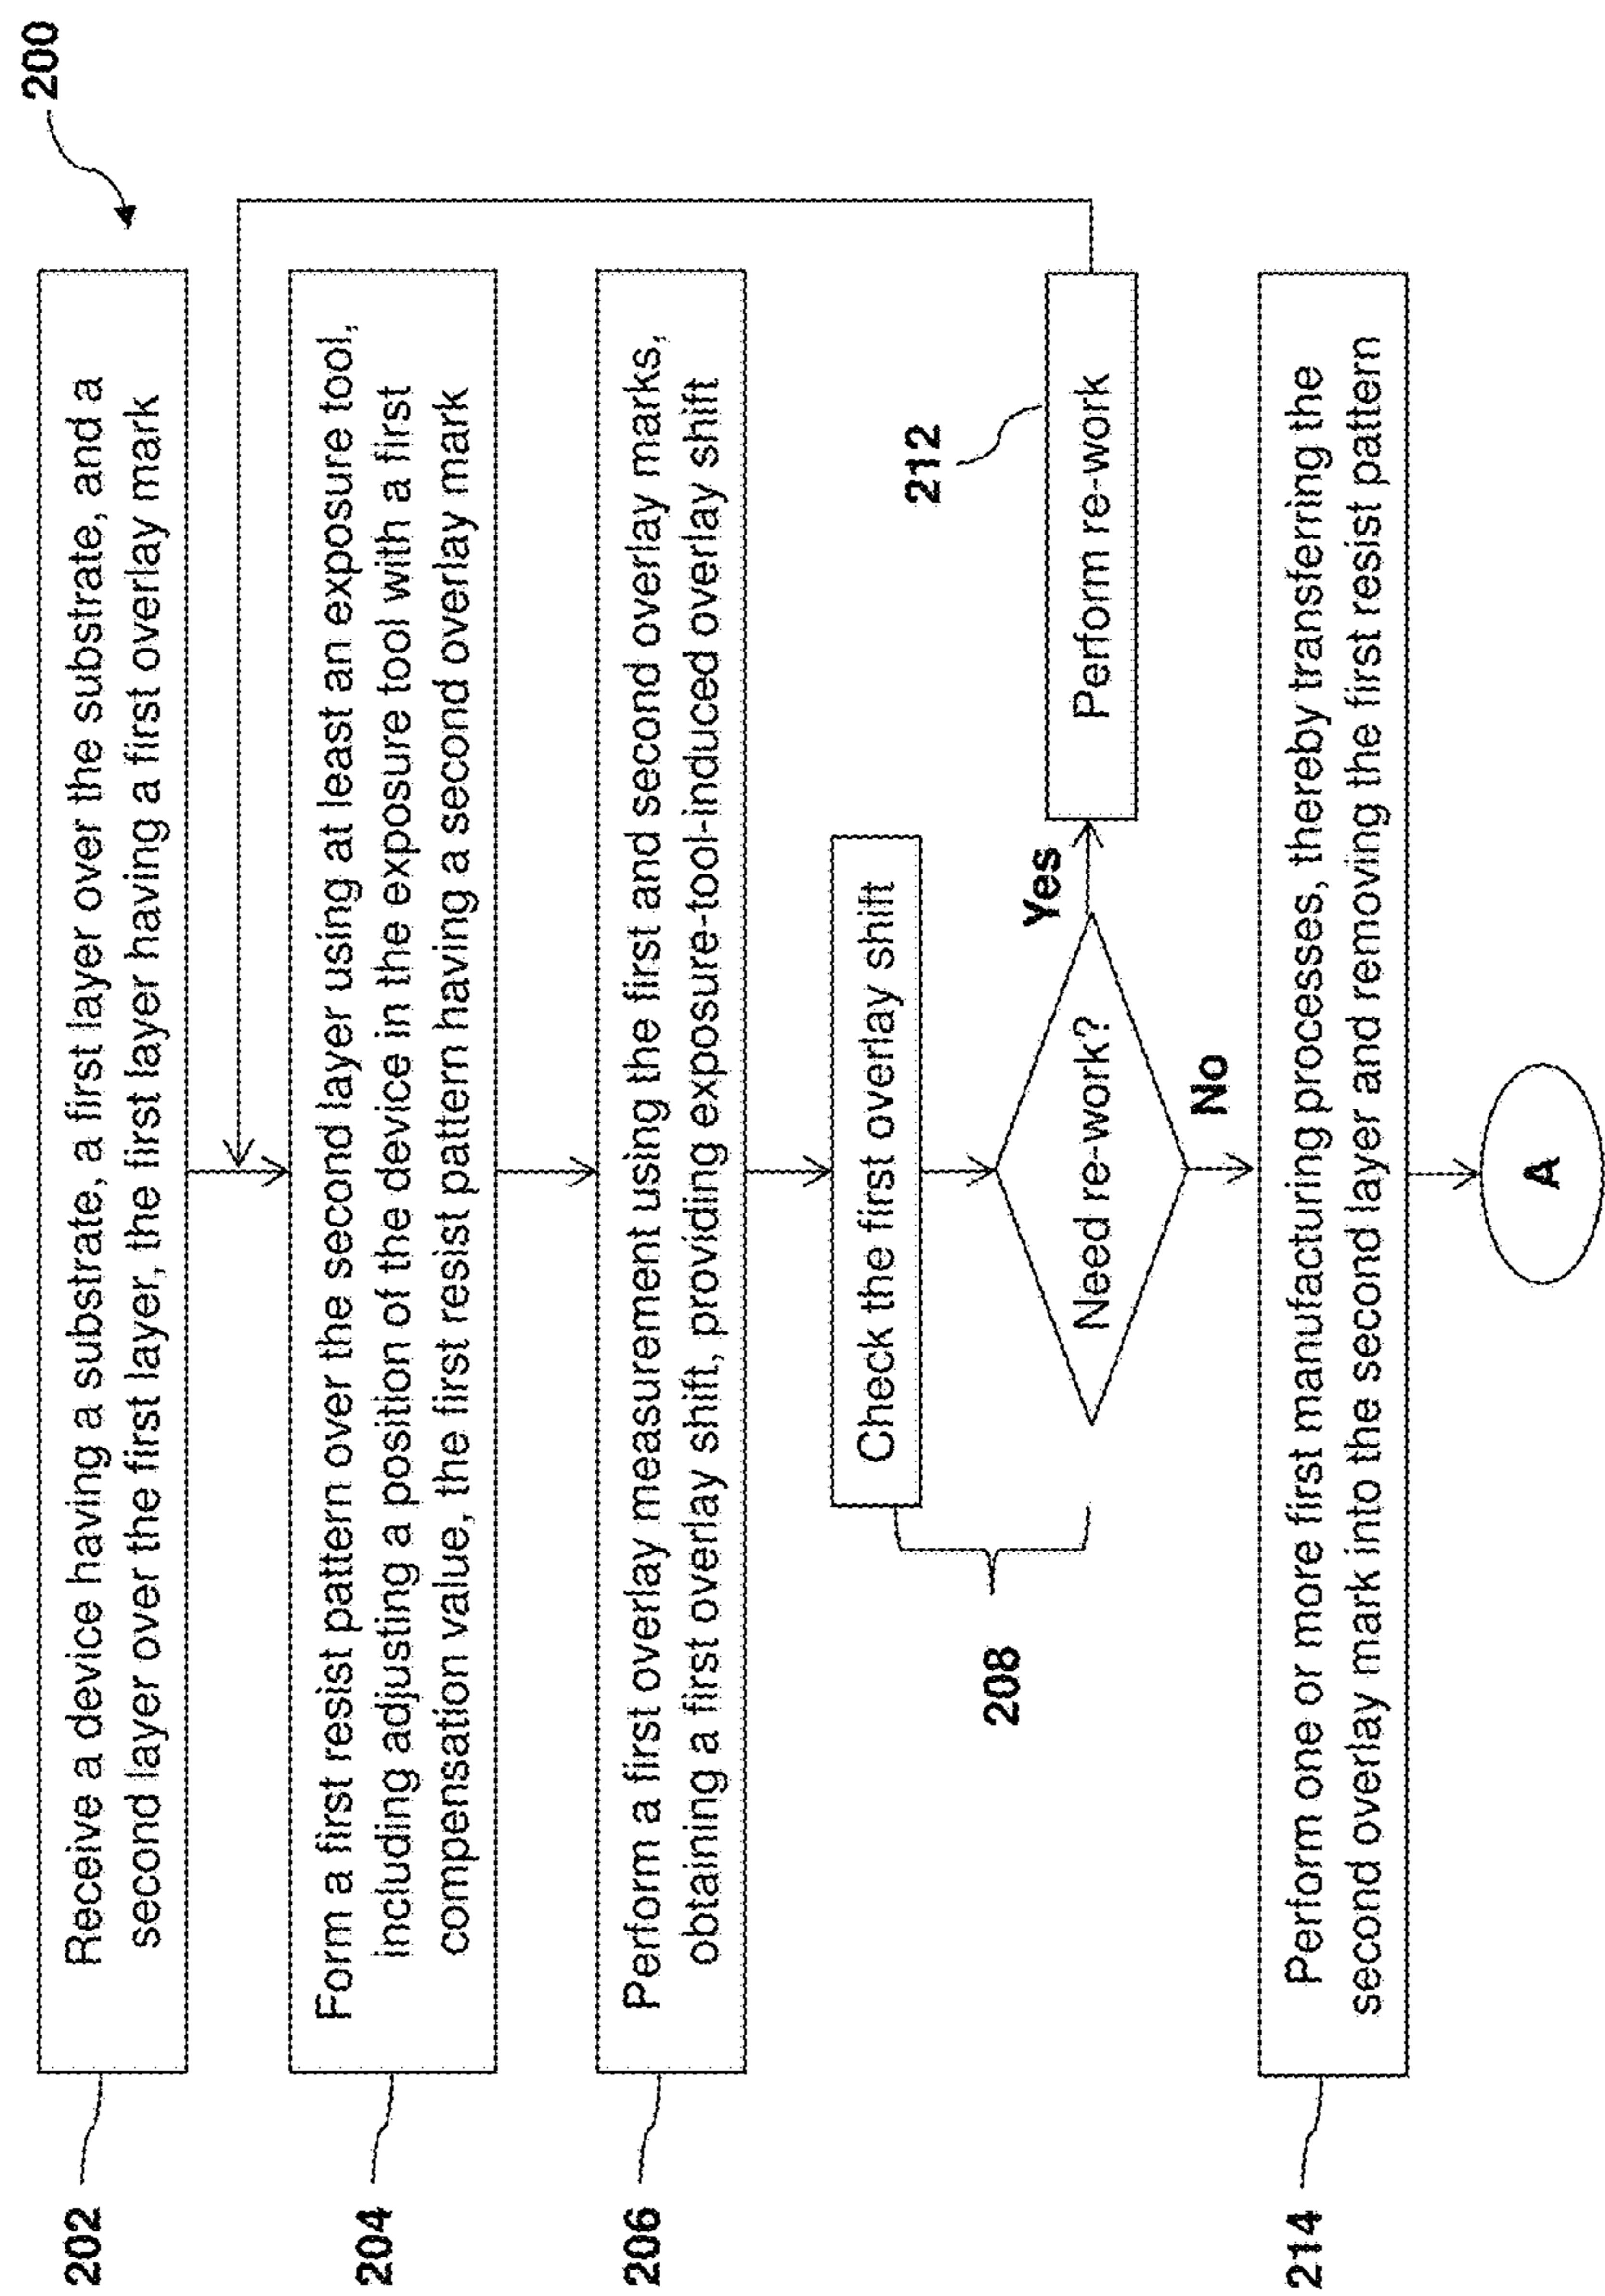 200
202
Receive a device having a substrate, a first layer over the substrate, and a
second layer over the first layer, the first layer having a first overlay mark
204
Form a first resist pattern over the second layer using at least an exposure tool,
including adjusting a position of the device in the exposure tool with a first
compensation value, the first resist pattern having a second overlay mark
206
Perform a first overlay measurement using the first and second overlay marks,
obtaining a first overlay shift, providing exposure-tool-induced overlay shift
Check the first overlay shift
208
Need re-work?
Yes
212
Perform re-work
No
214
Perform one or more first manufacturing processes, thereby transferring the
second overlay mark into the second layer and removing the first resist pattern
A